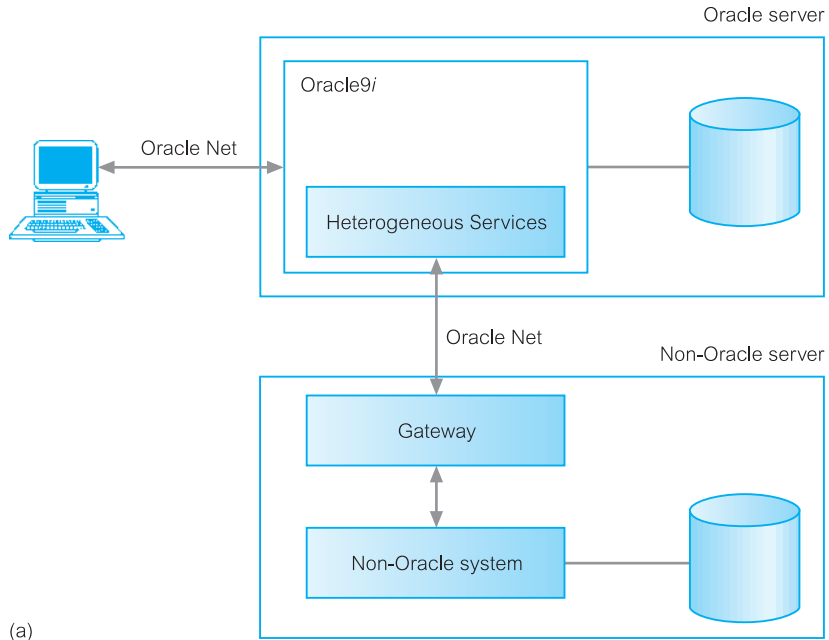 Oracle server
Oracle9i
Oracle Net
Heterogeneous Services
Oracle Net
Non-Oracle server
Gateway
Non-Oracle system
(a)